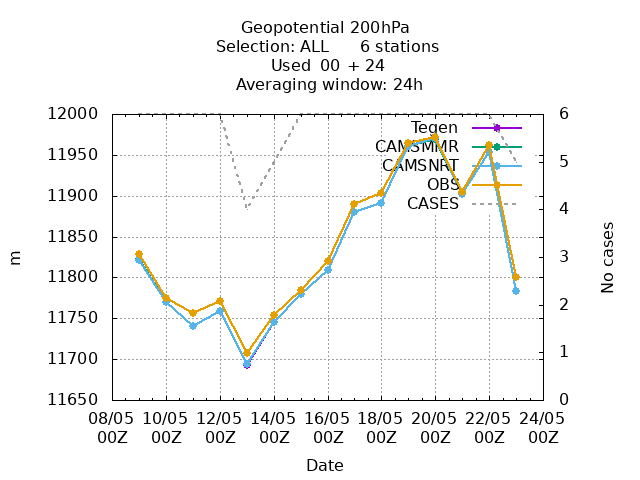 Geopotential 200hPa
Selection: ALL 6 stations
Used 00 + 24
Averaging window: 24h
12000
11950
11900
11850
11800
11750
11700
11650
m
6
5
4
3
2
1
0
No cases
Tegen
CAMSMMR
CAMSNRT
OBS
CASES
08/05 10/05 12/05 14/05 16/05 18/05 20/05 22/05 24/05
00Z 00Z 00Z 00Z 00Z 00Z 00Z 00Z 00Z
Date